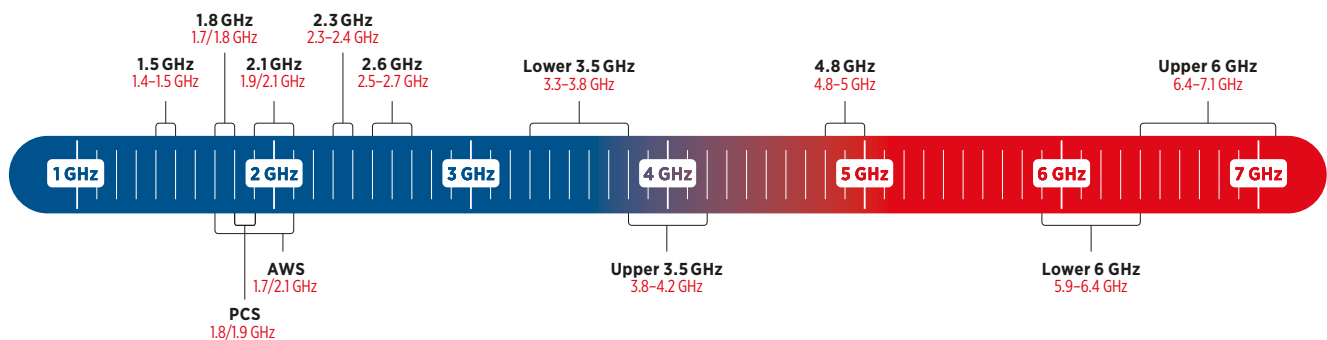 1.8 GHz
1.7/1.8 GHz
2.3 GHz
2.3–2.4 GHz
1.5 GHz
1.4–1.5 GHz
2.1 GHz
1.9/2.1 GHz
2.6 GHz
2.5–2.7 GHz
Lower 3.5 GHz
3.3–3.8 GHz
4.8 GHz
4.8–5 GHz
Upper 6 GHz
6.4–7.1 GHz
1 GHz
2 GHz
3 GHz
4 GHz
5 GHz
6 GHz
7 GHz
AWS
1.7/2.1 GHz
Upper 3.5 GHz
3.8–4.2 GHz
Lower 6 GHz
5.9–6.4 GHz
PCS
1.8/1.9 GHz